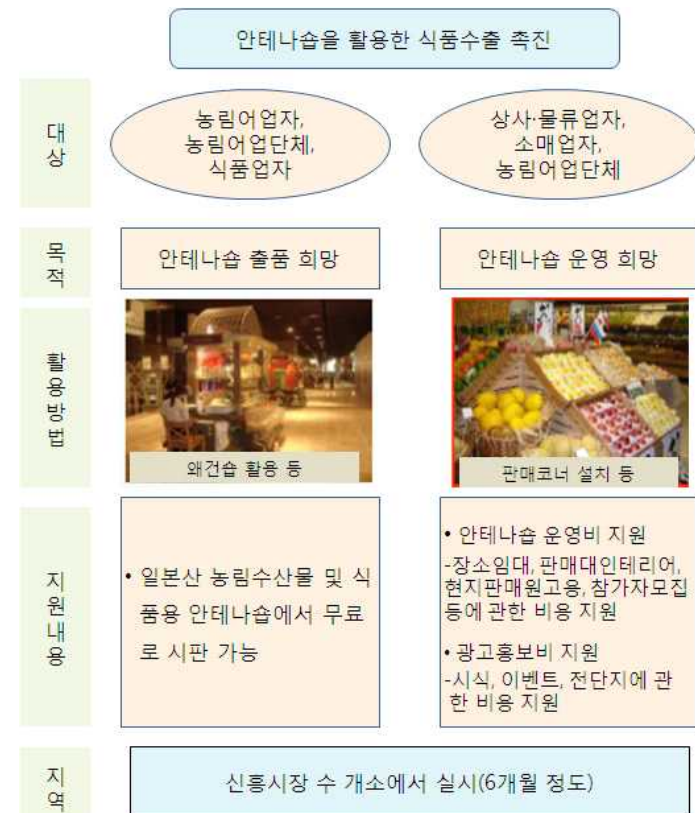 안테나숍을 활용한 식품수출 촉진
대
상
농림어업자,
농림어업단체,
식품업자
상사·물류업자,
소매업자,
농림어업단체
목
적
안테나숍 출품 희망
안테나숍 운영 희망
활
용
방
법
왜건숍 활용 등
판매코너 설치 등
지
원
내
용
• 일본산 농림수산물 및 식
품용 안테나숍에서 무료
로 시판 가능
• 안테나숍 운영비 지원
-장소임대, 판매대인테리어,
현지판매원고용, 참가자모집
등에 관한 비용 지원
• 광고홍보비 지원
-시식, 이벤트, 전단지에 관
한 비용 지원
지
역
신흥시장 수 개소에서 실시(6개월 정도)